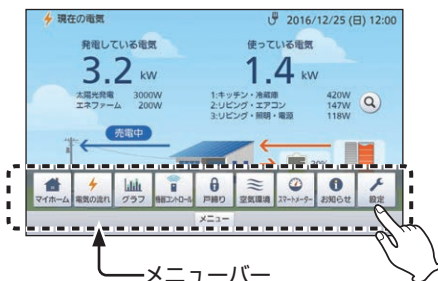 現在の電気
2016/12/25 (日) 12:00
発電している電気
使っている電気
3.2 kW
1.4 kW
太陽光発電 3000W
エネファーム 200W
1:キッチン・冷蔵庫 420W
2:リビング・エアコン 147W
3:リビング・照明・電源 118W
売電中
30%
マイホーム
電気の流れ
グラフ
機器コントロール
戸締り
空気環境
スマートメーター
お知らせ
設定
メニュー
メニューバー